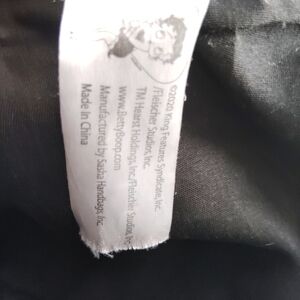 ©2020 King Features Syndicate, Inc.
/Fleischer Studios, Inc.
TM Hearst Holdings, Inc./Fleischer Studios, Inc.
www.BettyBoop.com
Manufactured by Sasha Handbags, Inc.
Made in China